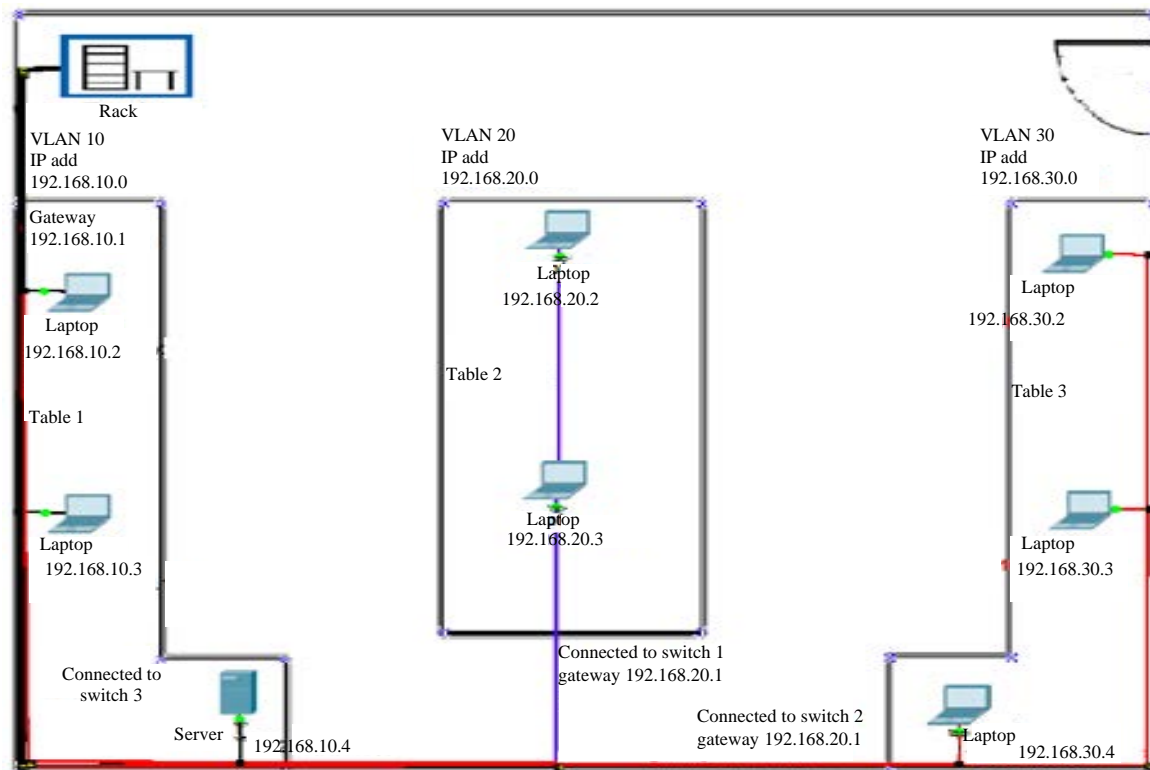 Rack
VLAN 10
IP add
192.168.10.0
Gateway
192.168.10.1
Laptop
192.168.10.2
Table 1
Laptop
192.168.10.3
Connected to
switch 3
Server
192.168.10.4
VLAN 20
IP add
192.168.20.0
Laptop
192.168.20.2
Table 2
Laptop
192.168.20.3
Connected to switch 1
gateway 192.168.20.1
VLAN 30
IP add
192.168.30.0
Laptop
192.168.30.2
Table 3
Laptop
192.168.30.3
Connected to switch 2
gateway 192.168.20.1
Laptop
192.168.30.4